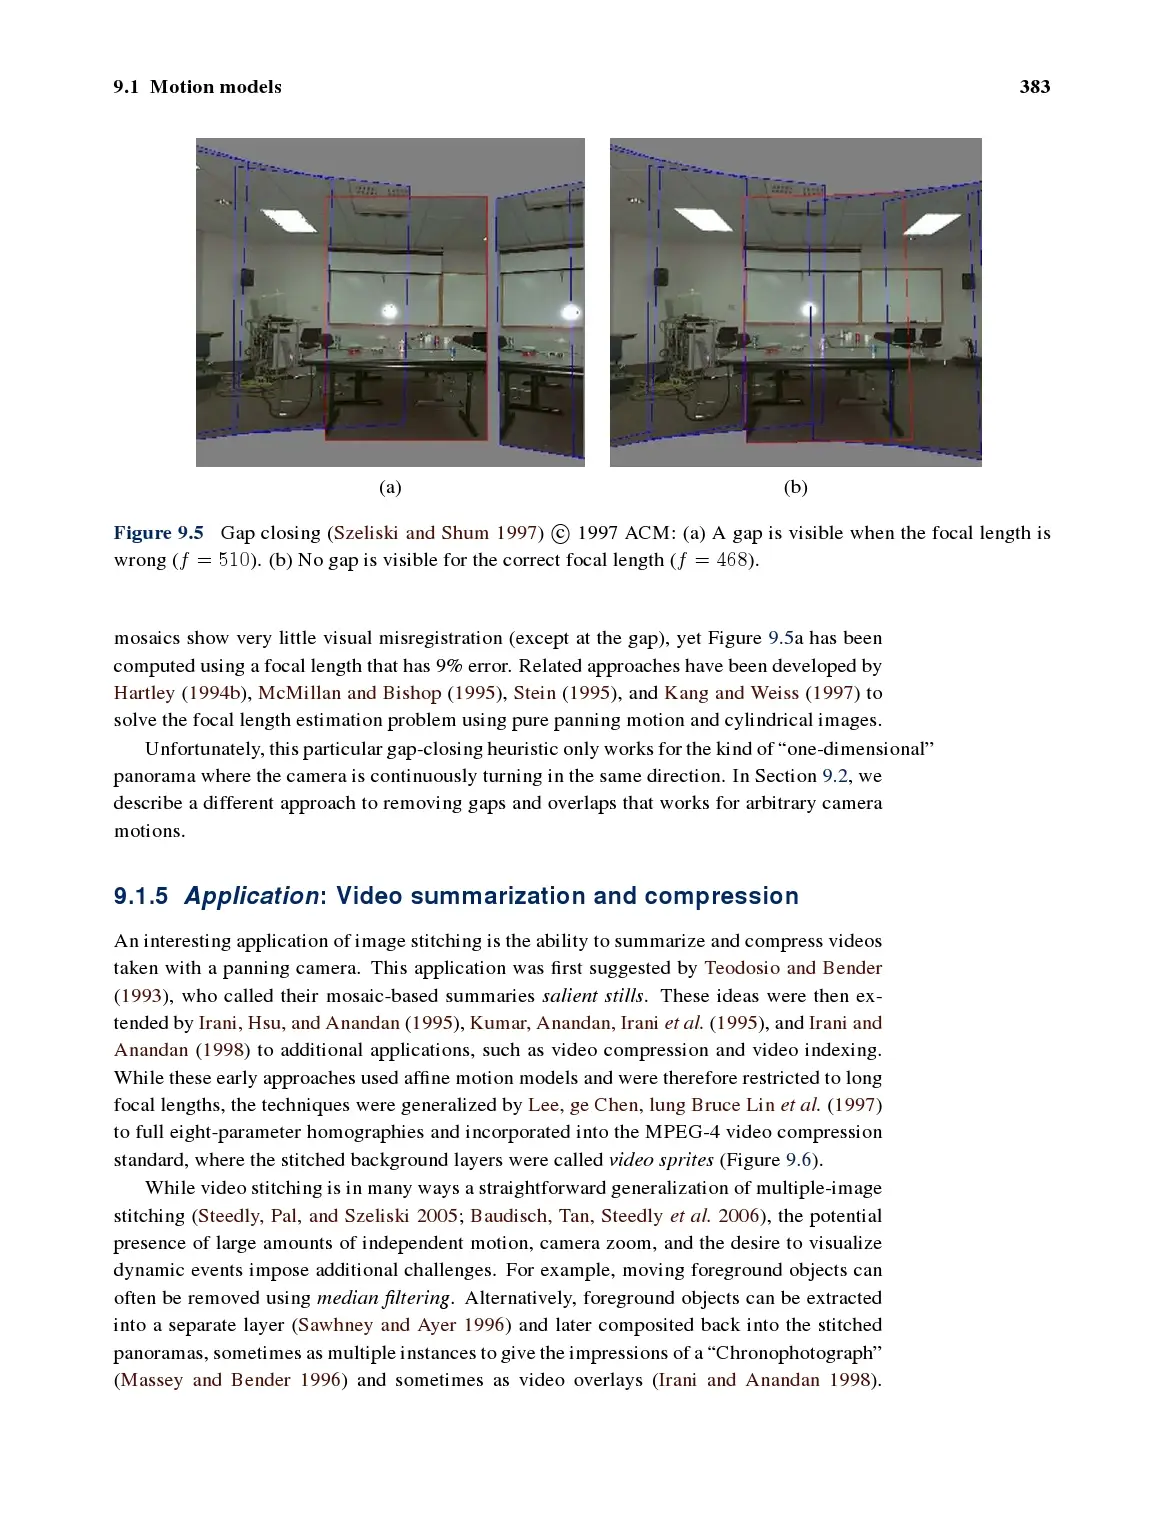 9.1 Motion models 383
(a) (b)
Figure 9.5 Gap closing (Szeliski and Shum 1997) © 1997 ACM: (a) A gap is visible when the focal length is
wrong (f = 510). (b) No gap is visible for the correct focal length (f = 468).
mosaics show very little visual misregistration (except at the gap), yet Figure 9.5a has been
computed using a focal length that has 9% error. Related approaches have been developed by
Hartley (1994b), McMillan and Bishop (1995), Stein (1995), and Kang and Weiss (1997) to
solve the focal length estimation problem using pure panning motion and cylindrical images.
Unfortunately, this particular gap-closing heuristic only works for the kind of “one-dimensional”
panorama where the camera is continuously turning in the same direction. In Section 9.2, we
describe a different approach to removing gaps and overlaps that works for arbitrary camera
motions.
9.1.5 Application: Video summarization and compression
An interesting application of image stitching is the ability to summarize and compress videos
taken with a panning camera. This application was first suggested by Teodosio and Bender
(1993), who called their mosaic-based summaries salient stills. These ideas were then ex-
tended by Irani, Hsu, and Anandan (1995), Kumar, Anandan, Irani et al. (1995), and Irani and
Anandan (1998) to additional applications, such as video compression and video indexing.
While these early approaches used affine motion models and were therefore restricted to long
focal lengths, the techniques were generalized by Lee, ge Chen, lung Bruce Lin et al. (1997)
to full eight-parameter homographies and incorporated into the MPEG-4 video compression
standard, where the stitched background layers were called video sprites (Figure 9.6).
While video stitching is in many ways a straightforward generalization of multiple-image
stitching (Steedly, Pal, and Szeliski 2005; Baudisch, Tan, Steedly et al. 2006), the potential
presence of large amounts of independent motion, camera zoom, and the desire to visualize
dynamic events impose additional challenges. For example, moving foreground objects can
often be removed using median filtering. Alternatively, foreground objects can be extracted
into a separate layer (Sawhney and Ayer 1996) and later composited back into the stitched
panoramas, sometimes as multiple instances to give the impressions of a “Chronophotograph”
(Massey and Bender 1996) and sometimes as video overlays (Irani and Anandan 1998).